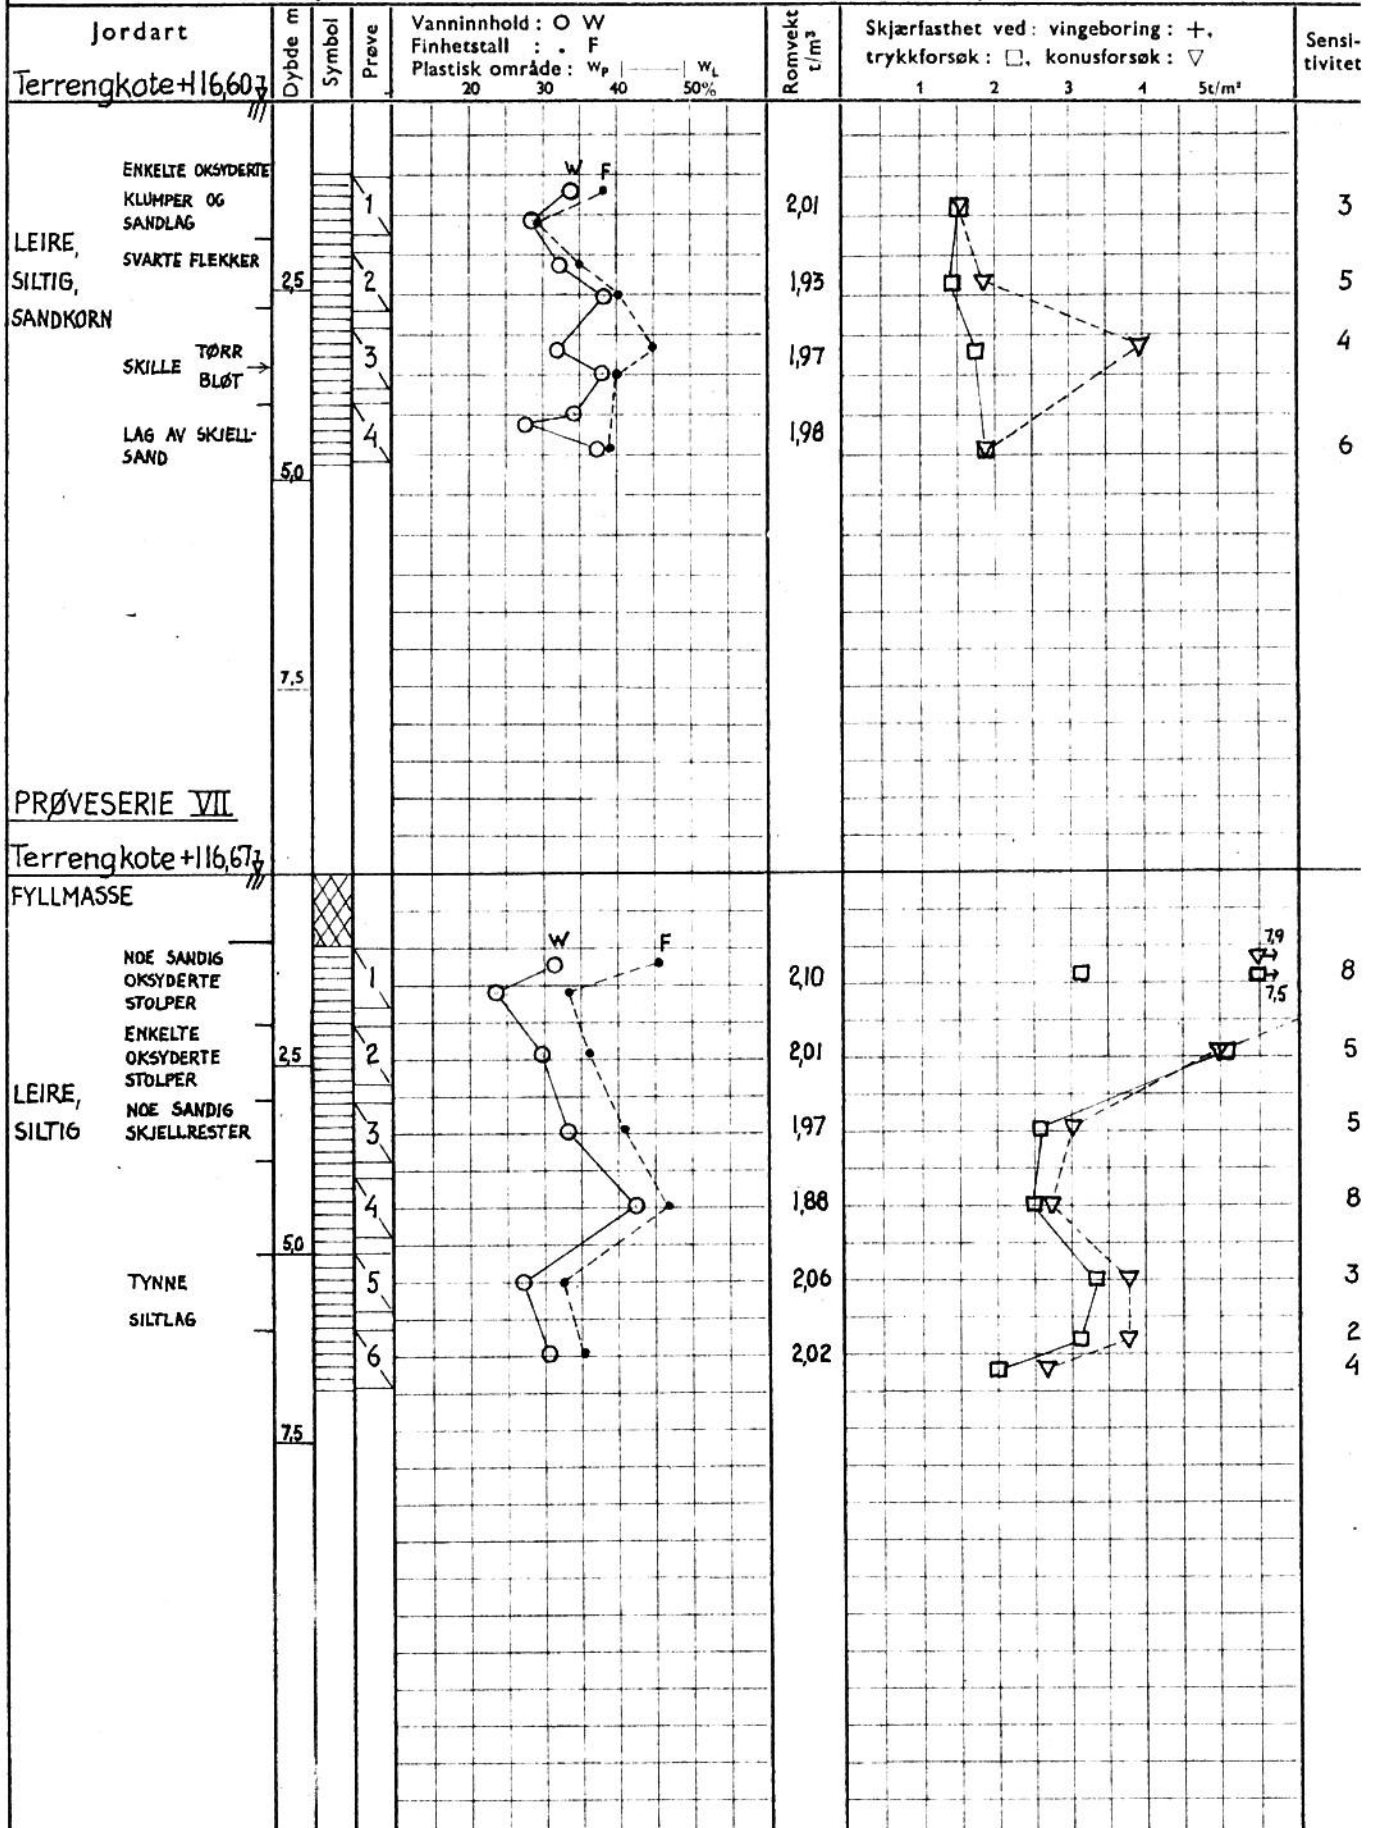 Jordart
Dybde m
Symbol
Prøve
Vanninnhold : O W
Finhetstall : . F
Plastisk område : WP |——| WL
20 30 40 50%
Romvekt t/m³
Skjærfasthet ved : vingeboring : +,
trykkforsøk : □, konusforsøk : ▽
1 2 3 4 5t/m²
Sensi-
tivitet
Terrengkote+116,60
ENKELTE OKSYDERTE
KLUMPER OG
SANDLAG
W F
1
2,01
3
LEIRE,
SILTIG,
SANDKORN
SVARTE FLEKKER
2,5
2
1,93
5
SKILLE TØRR
BLØT
3
1,97
4
LAG AV SKJELL-
SAND
4
1,98
6
5,0
7,5
PRØVESERIE VII
Terrengkote+116,67
FYLLMASSE
NOE SANDIG
OKSYDERTE
STOLPER
W F
1
2,10
7,9
7,5
8
ENKELTE
OKSYDERTE
STOLPER
2,5
2
2,01
5
LEIRE,
SILTIG
NOE SANDIG
SKJELLRESTER
3
1,97
5
4
1,88
8
5,0
TYNNE
SILTLAG
5
2,06
3
2
6
2,02
4
7,5